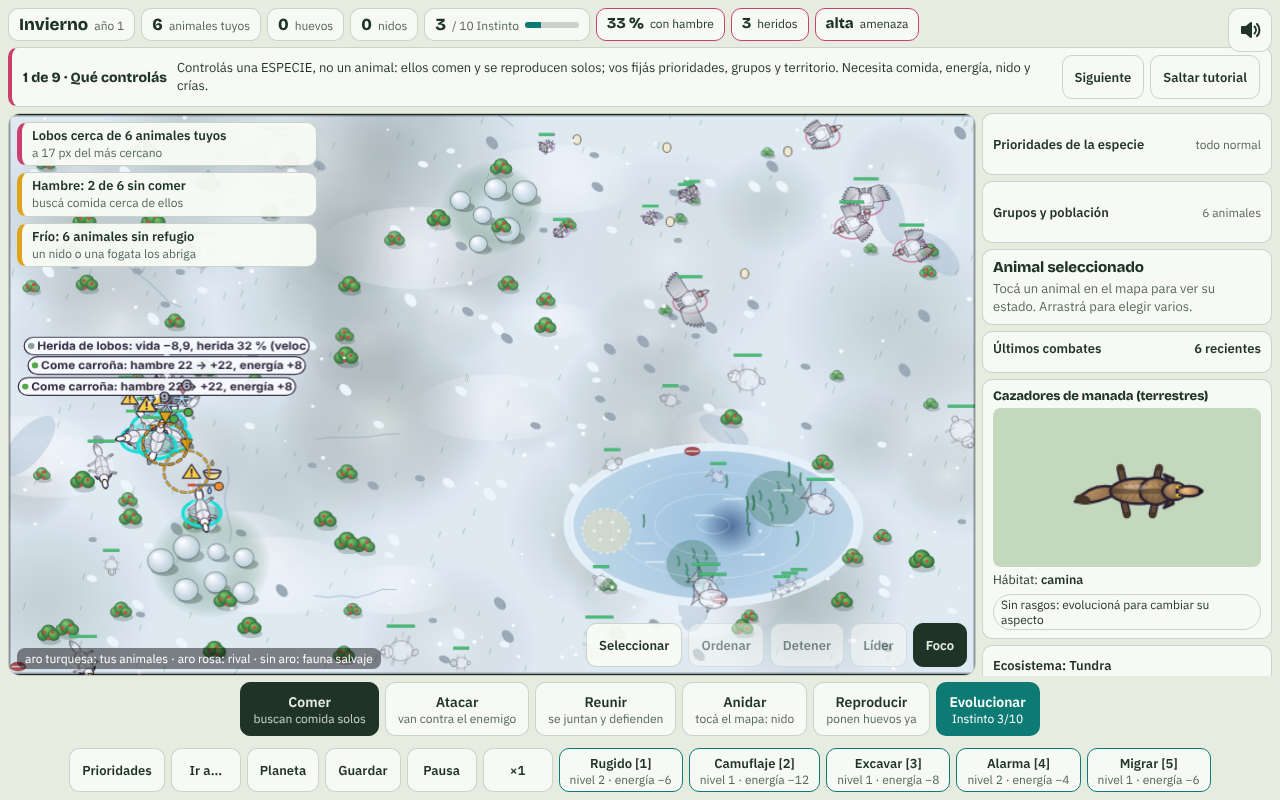 Invierno año 1
6 animales tuyos
0 huevos
0 nidos
3 / 10 Instinto
33 % con hambre
3 heridos
alta amenaza
1 de 9 · Qué controlás
Controlás una ESPECIE, no un animal: ellos comen y se reproducen solos; vos fijás prioridades, grupos y territorio. Necesita comida, energía, nido y
crías.
Siguiente
Saltar tutorial
Lobos cerca de 6 animales tuyos
a 17 px del más cercano
Hambre: 2 de 6 sin comer
buscá comida cerca de ellos
Frío: 6 animales sin refugio
un nido o una fogata los abriga
Herida de lobos: vida −8,9, herida 32 % (veloc
Come carroña: hambre 22 → +22, energía +8
Come carroña: hambre 22 → +22, energía +8
aro turquesa: tus animales · aro rosa: rival · sin aro: fauna salvaje
Seleccionar
Ordenar
Detener
Líder
Foco
Prioridades de la especie
todo normal
Grupos y población
6 animales
Animal seleccionado
Tocá un animal en el mapa para ver su
estado. Arrastrá para elegir varios.
Últimos combates
6 recientes
Cazadores de manada (terrestres)
Hábitat: camina
Sin rasgos: evolucioná para cambiar su
aspecto
Ecosistema: Tundra
Comer
buscan comida solos
Atacar
van contra el enemigo
Reunir
se juntan y defienden
Anidar
tocá el mapa: nido
Reproducir
ponen huevos ya
Evolucionar
Instinto 3/10
Prioridades
Ir a...
Planeta
Guardar
Pausa
×1
Rugido [1]
nivel 2 · energía −6
Camuflaje [2]
nivel 1 · energía −12
Excavar [3]
nivel 1 · energía −8
Alarma [4]
nivel 2 · energía −4
Migrar [5]
nivel 1 · energía −6